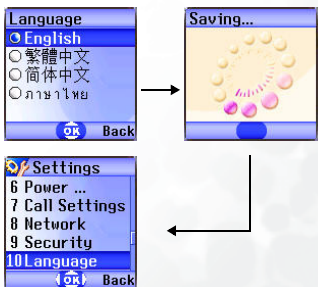 Language
English
繁體中文
简体中文
ภาษาไทย
OK Back
Saving...
Settings
6 Power ...
7 Call Settings
8 Network
9 Security
10 Language
OK Back